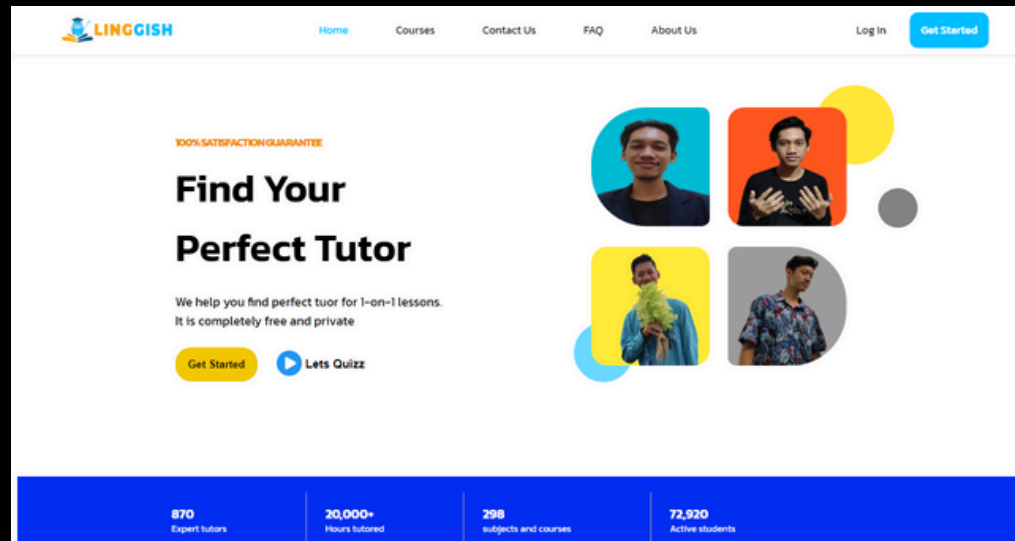 LINGGISH
Home Courses Contact Us FAQ About Us Log In Get Started
100% SATISFACTION GUARANTEE
Find Your
Perfect Tutor
We help you find perfect tuor for 1-on-1 lessons.
It is completely free and private
Get Started Lets Quizz
870 20,000+ 298 72,920
Expert tutors Hours tutored subjects and courses Active students